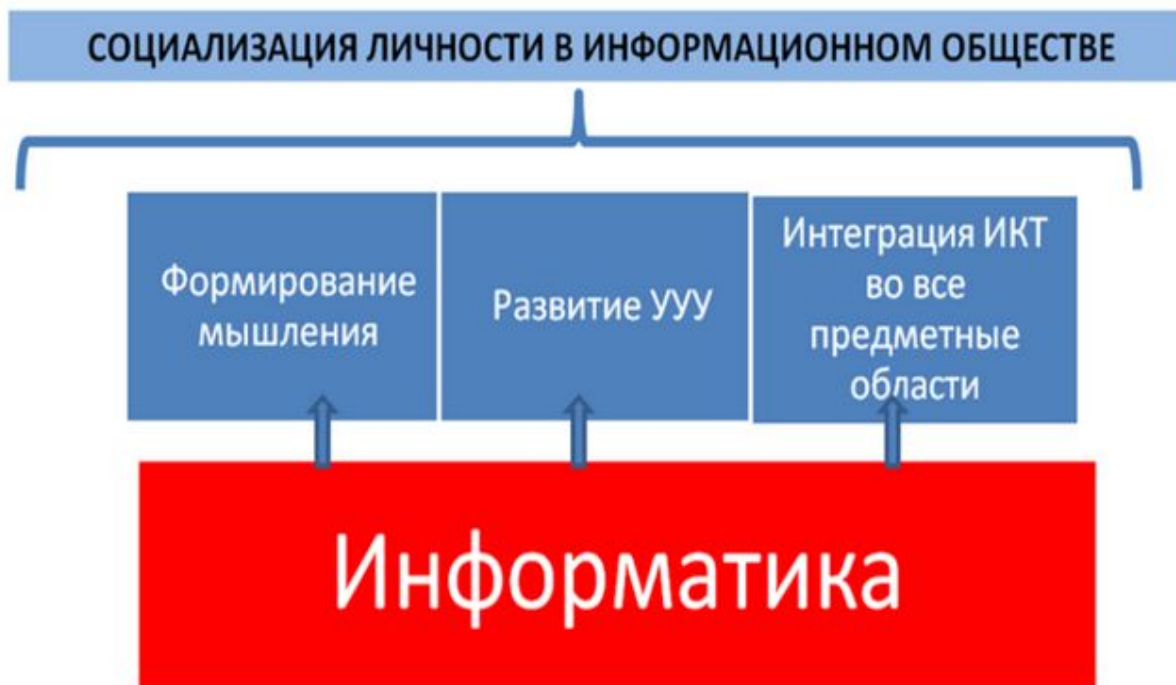 СОЦИАЛИЗАЦИЯ ЛИЧНОСТИ В ИНФОРМАЦИОННОМ ОБЩЕСТВЕ
Формирование
мышления
Развитие УУУ
Интеграция ИКТ
во все
предметные
области
Информатика